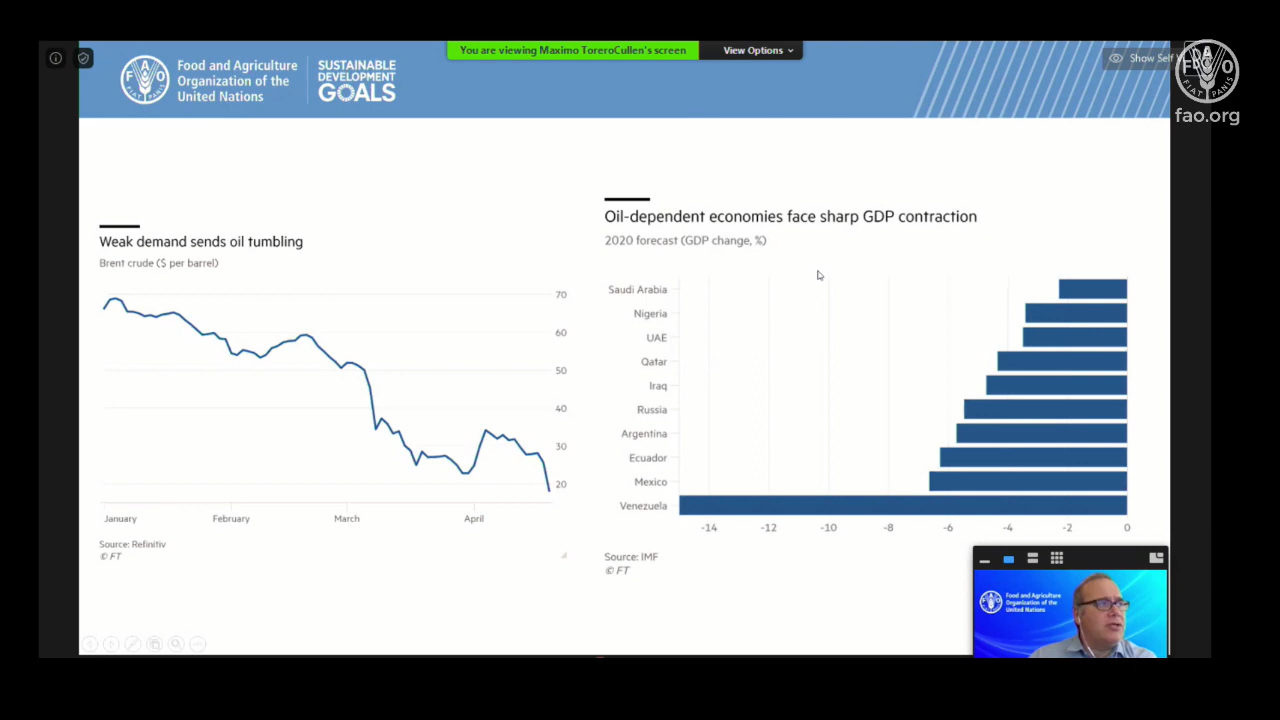 You are viewing Maximo ToreroCullen's screen
View Options
Show Self
fao.org
Food and Agriculture
Organization of the
United Nations
SUSTAINABLE
DEVELOPMENT
GOALS
F A O
FIAT PANIS
Weak demand sends oil tumbling
Brent crude ($ per barrel)
70
60
50
40
30
20
January February March April
Source: Refinitiv
© FT
Oil-dependent economies face sharp GDP contraction
2020 forecast (GDP change, %)
Saudi Arabia
Nigeria
UAE
Qatar
Iraq
Russia
Argentina
Ecuador
Mexico
Venezuela
-14 -12 -10 -8 -6 -4 -2 0
Source: IMF
© FT
Food and Agriculture
Organization of the
United Nations